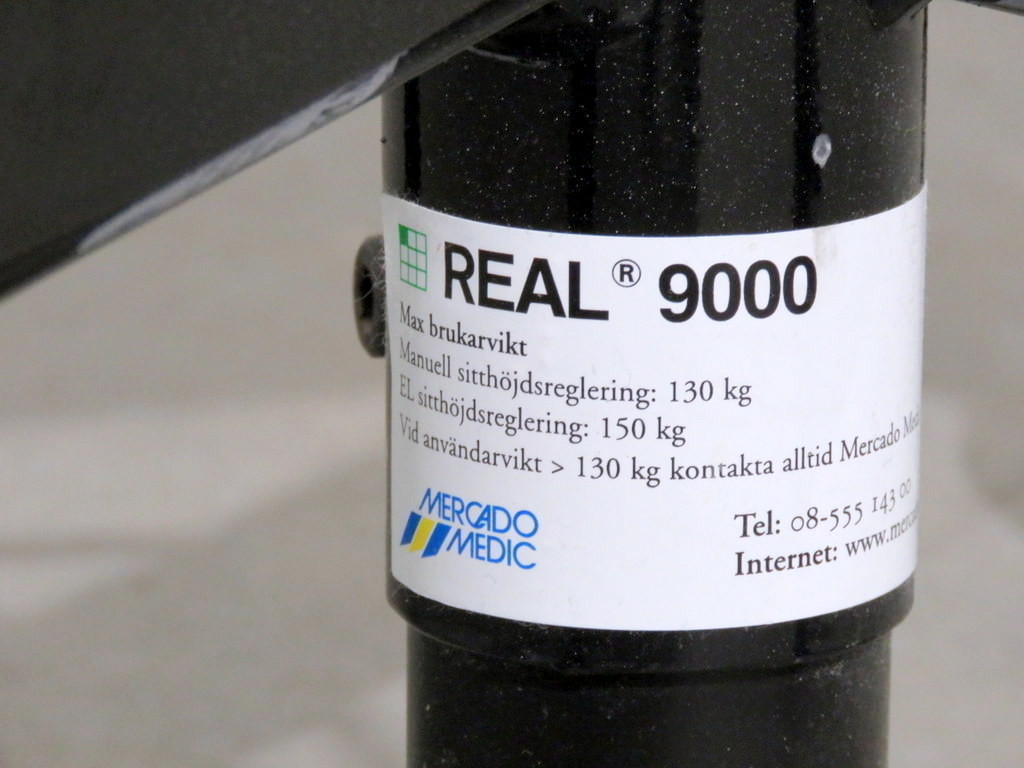 REAL® 9000
Max brukarvikt
Manuell sitthöjdsreglering: 130 kg
EL sitthöjdsreglering: 150 kg
Vid användarvikt > 130 kg kontakta alltid Mercado
MERCADO
MEDIC
Tel: 08-555 143 00
Internet: